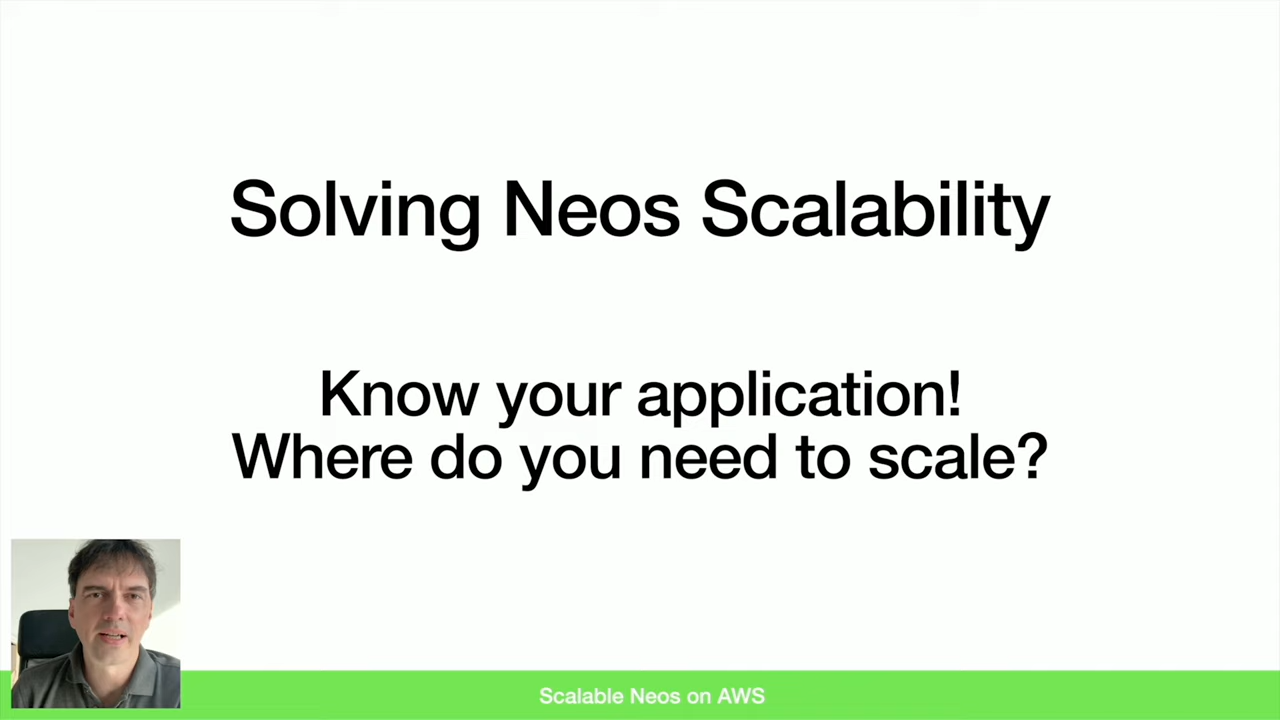 Solving Neos Scalability
Know your application!
Where do you need to scale?
Scalable Neos on AWS